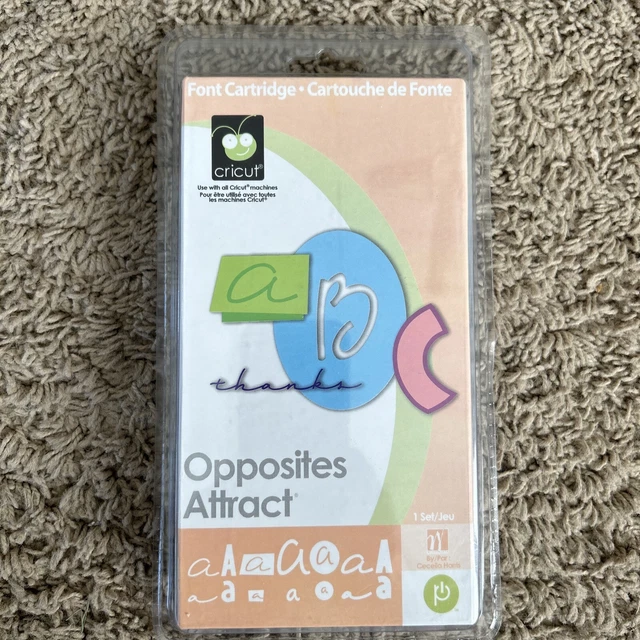 Font Cartridge • Cartouche de Fonte
cricut®
Use with all Cricut® machines
Pour être utilisé avec toutes
les machines Cricut®
a B C
thanks
Opposites
Attract®
1 Set/Jeu
By/Par
a A a A a a A
a a a a a a a